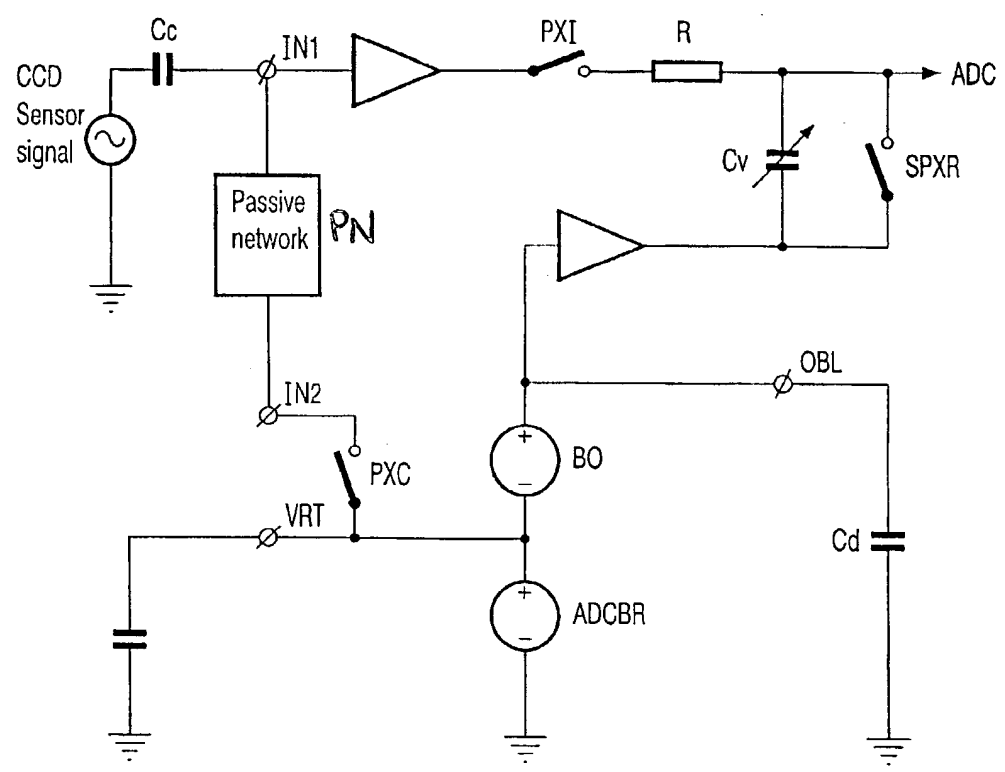 Cc
IN1
PXI
R
CCD
Sensor
signal
ADC
Cv
SPXR
Passive
network
PN
OBL
IN2
PXC
BO
VRT
Cd
ADCBR